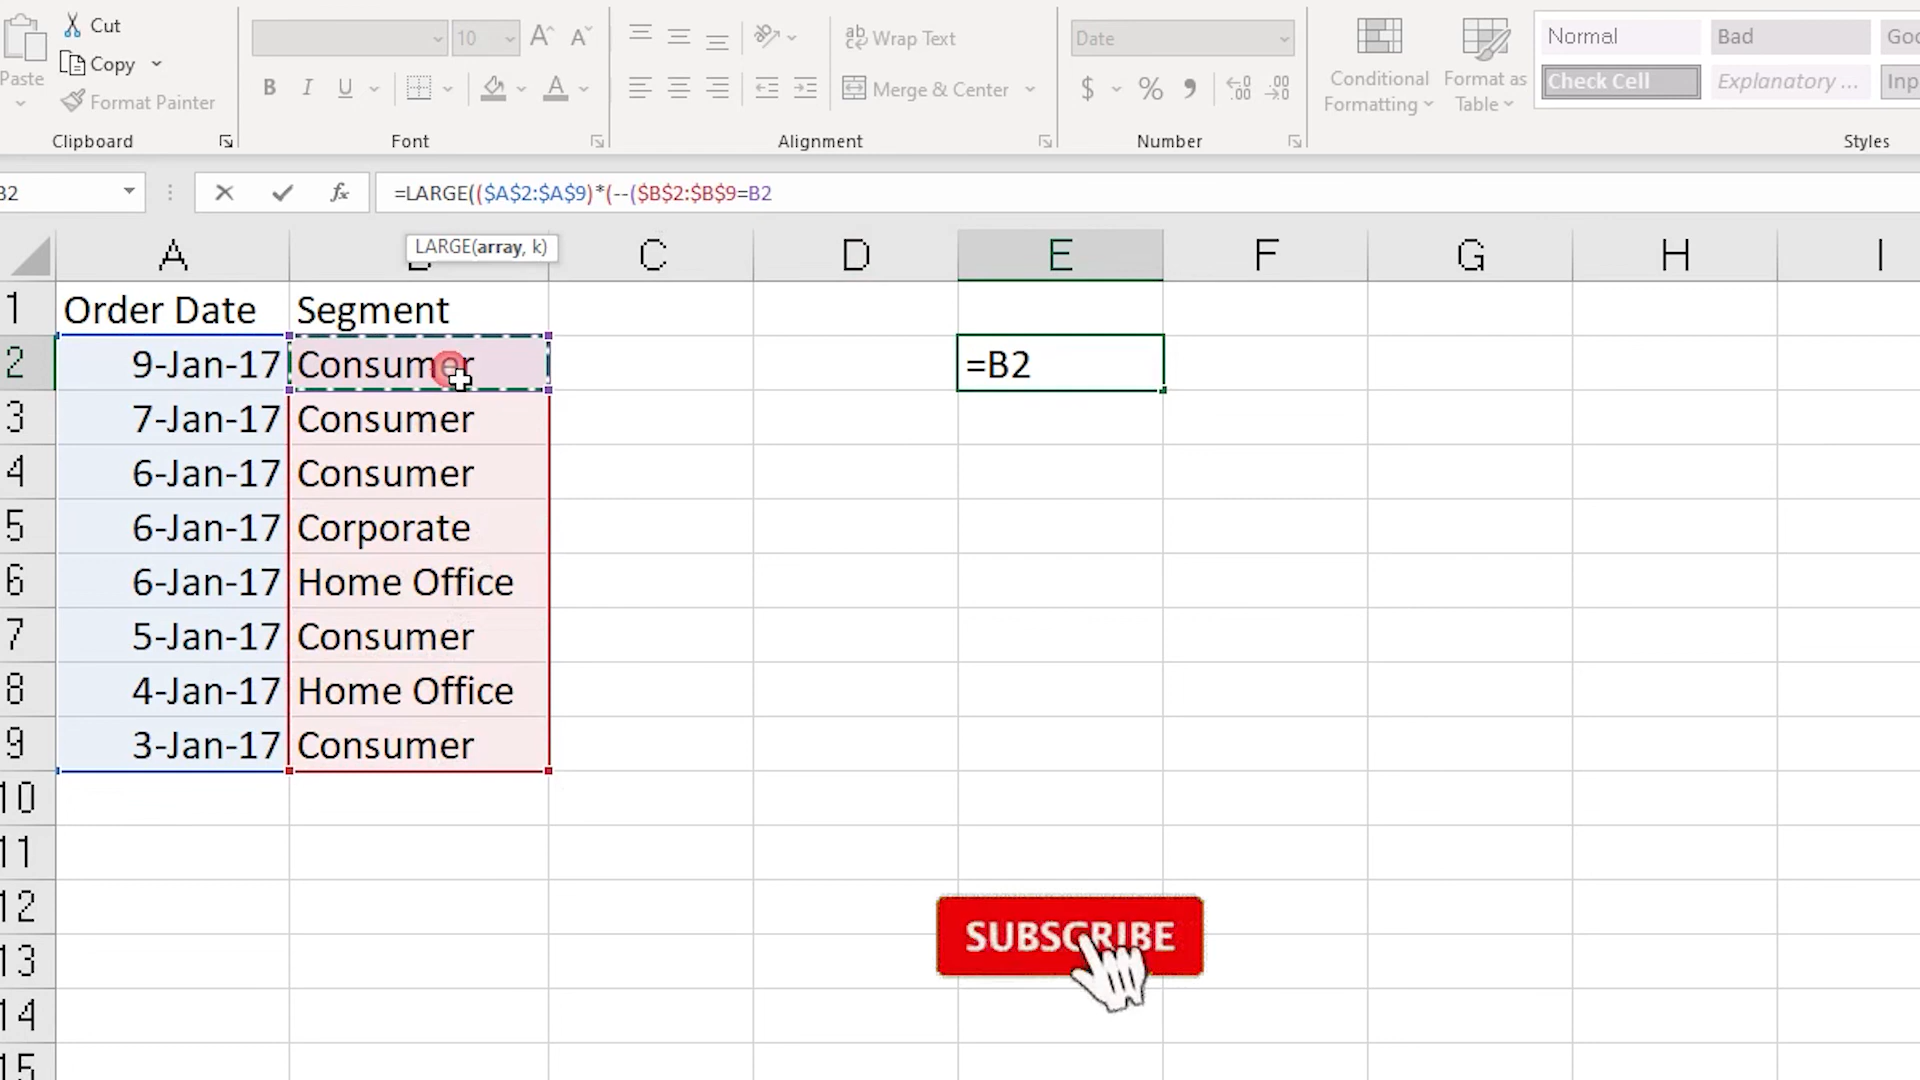 Cut
Copy
Paste
Format Painter
Clipboard
10
B I U
Font
Wrap Text
Merge & Center
Alignment
Date
$ % ,
Number
Conditional Formatting
Format as Table
Normal Bad
Check Cell Explanatory ...
Styles
B2 fx =LARGE(($A$2:$A$9)*(--($B$2:$B$9=B2
LARGE(array, k)
A C D E F G H I
1 Order Date Segment
2 9-Jan-17 Consumer =B2
3 7-Jan-17 Consumer
4 6-Jan-17 Consumer
5 6-Jan-17 Corporate
6 6-Jan-17 Home Office
7 5-Jan-17 Consumer
8 4-Jan-17 Home Office
9 3-Jan-17 Consumer
10
11
12
SUBSCRIBE
13
14
15